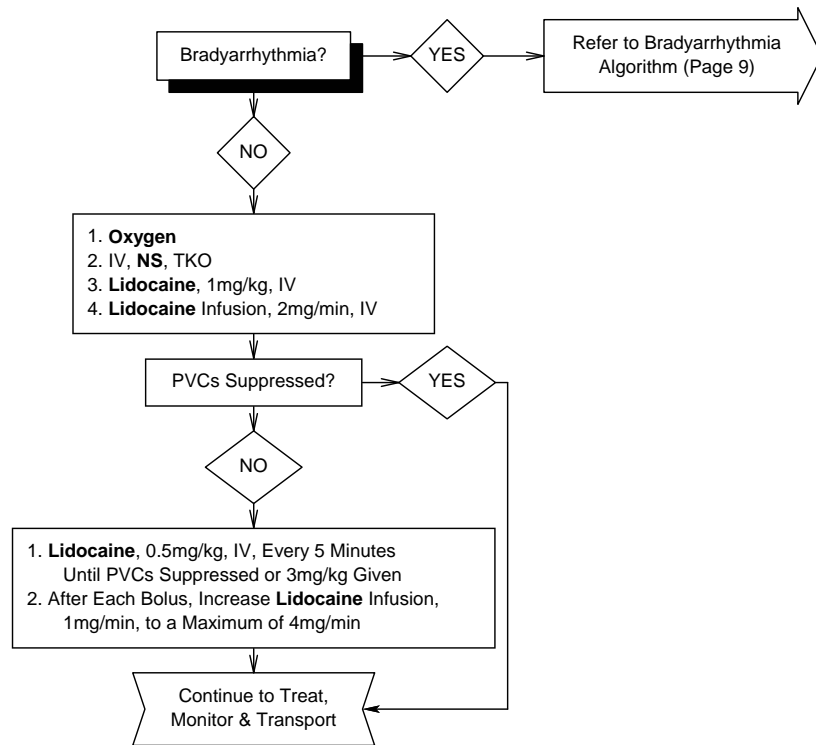 Bradyarrhythmia?
YES
Refer to Bradyarrhythmia
Algorithm (Page 9)
NO
1. Oxygen
2. IV, NS, TKO
3. Lidocaine, 1mg/kg, IV
4. Lidocaine Infusion, 2mg/min, IV
PVCs Suppressed?
YES
NO
1. Lidocaine, 0.5mg/kg, IV, Every 5 Minutes
Until PVCs Suppressed or 3mg/kg Given
2. After Each Bolus, Increase Lidocaine Infusion,
1mg/min, to a Maximum of 4mg/min
Continue to Treat,
Monitor & Transport